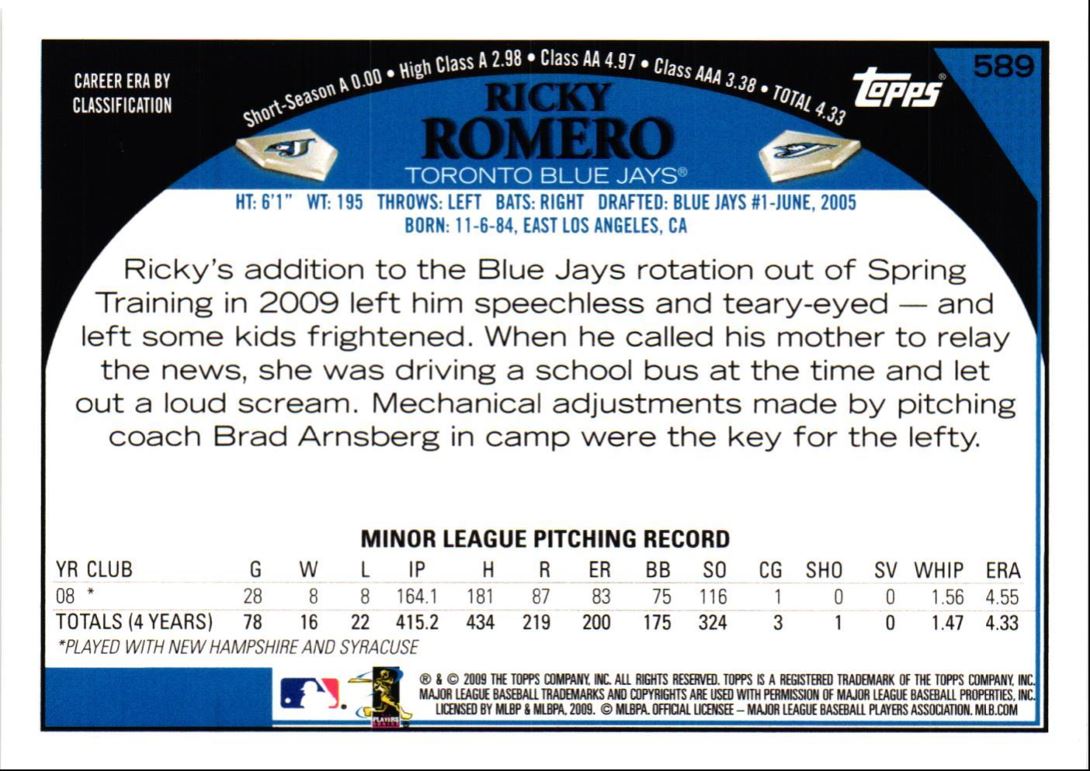 CAREER ERA BY
CLASSIFICATION
Short-Season A 0.00 • High Class A 2.98 • Class AA 4.97 • Class AAA 3.38 • TOTAL 4.33
Topps®
589
RICKY
ROMERO
TORONTO BLUE JAYS®
HT: 6'1" WT: 195 THROWS: LEFT BATS: RIGHT DRAFTED: BLUE JAYS #1-JUNE, 2005
BORN: 11-6-84, EAST LOS ANGELES, CA
Ricky's addition to the Blue Jays rotation out of Spring
Training in 2009 left him speechless and teary-eyed — and
left some kids frightened. When he called his mother to relay
the news, she was driving a school bus at the time and let
out a loud scream. Mechanical adjustments made by pitching
coach Brad Arnsberg in camp were the key for the lefty.
MINOR LEAGUE PITCHING RECORD
YR CLUB G W L IP H R ER BB SO CG SHO SV WHIP ERA
08 * 28 8 8 164.1 181 87 83 75 116 1 0 0 1.56 4.55
TOTALS (4 YEARS) 78 16 22 415.2 434 219 200 175 324 3 1 0 1.47 4.33
*PLAYED WITH NEW HAMPSHIRE AND SYRACUSE
PLAYERS
® & © 2009 THE TOPPS COMPANY, INC. ALL RIGHTS RESERVED. TOPPS IS A REGISTERED TRADEMARK OF THE TOPPS COMPANY, INC.
MAJOR LEAGUE BASEBALL TRADEMARKS AND COPYRIGHTS ARE USED WITH PERMISSION OF MAJOR LEAGUE BASEBALL PROPERTIES, INC.
LICENSED BY MLBP & MLBPA, 2009. © MLBPA. OFFICIAL LICENSEE – MAJOR LEAGUE BASEBALL PLAYERS ASSOCIATION. MLB.COM